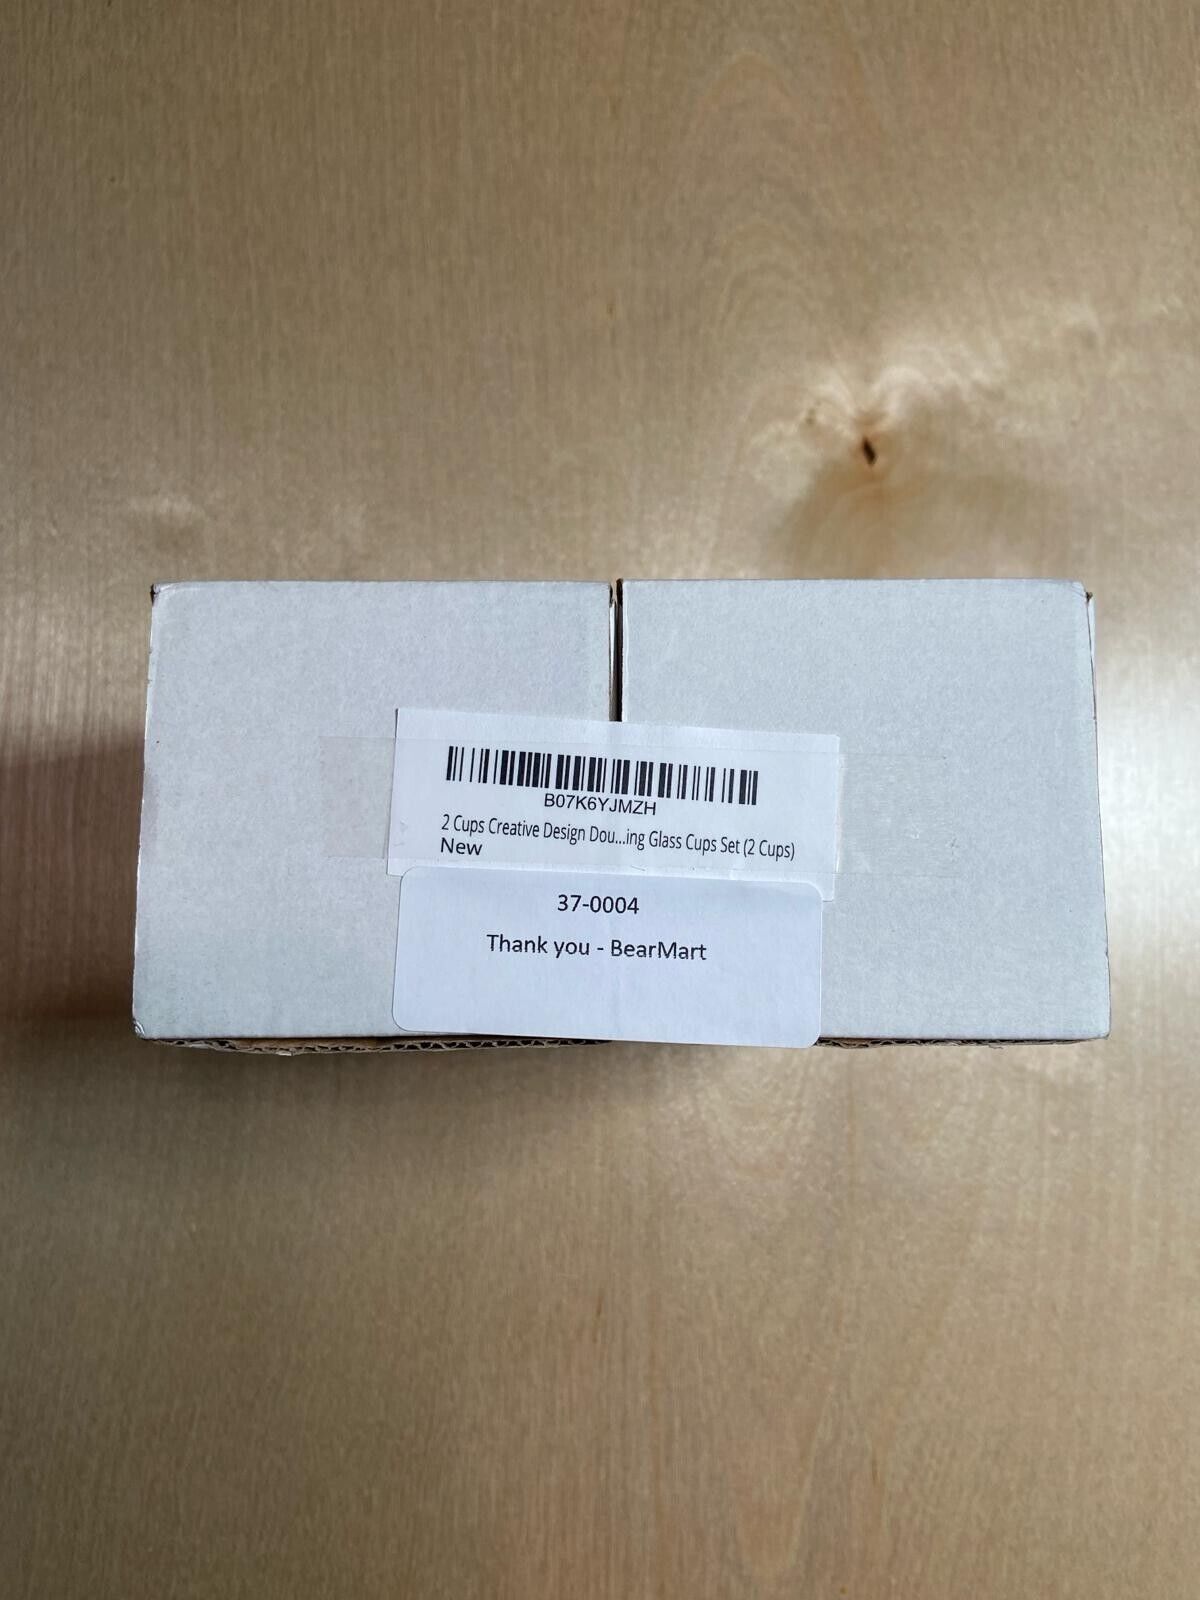 B07K6YJMZH
2 Cups Creative Design Dou...ing Glass Cups Set (2 Cups)
New
37-0004
Thank you - BearMart